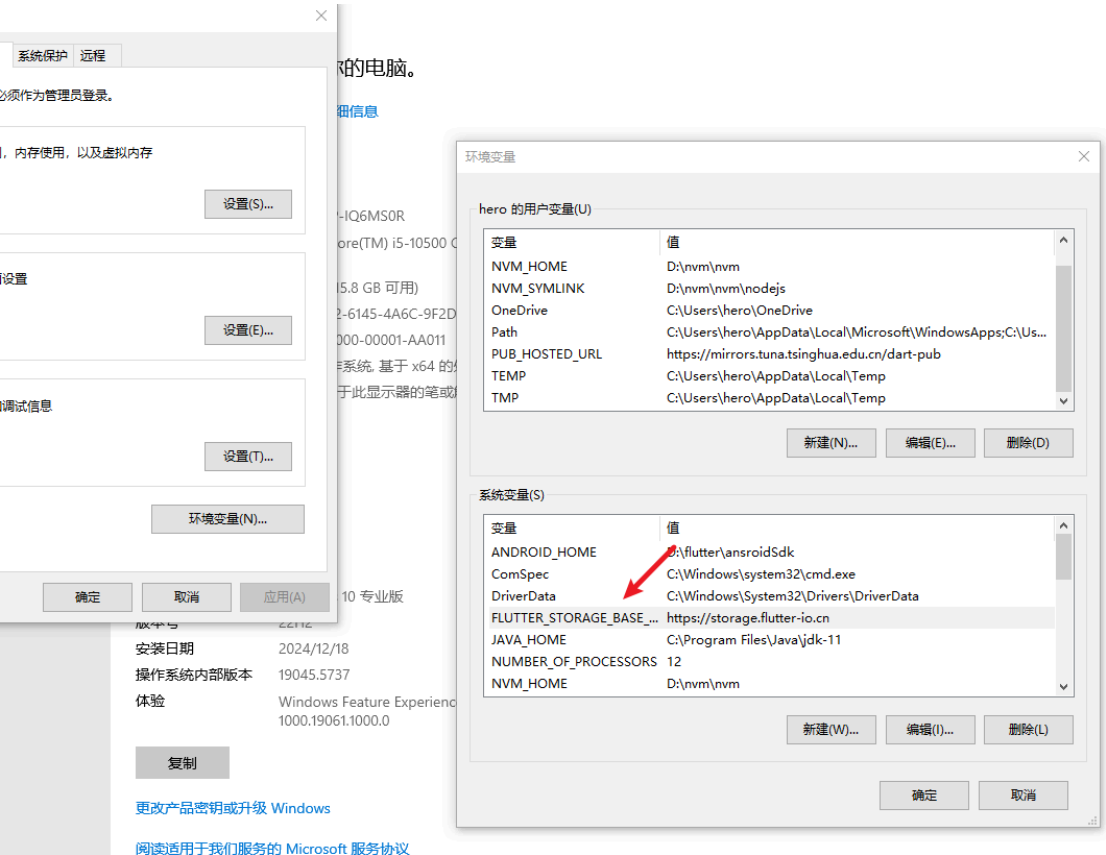 系统保护 远程
必须作为管理员登录。
，内存使用，以及虚拟内存
设置(S)...
设置
设置(E)...
调试信息
设置(T)...
环境变量(N)...
确定 取消 应用(A)
的电脑。
细信息
-IQ6MS0R
ore(TM) i5-10500 C
5.8 GB 可用)
2-6145-4A6C-9F2D
000-00001-AA011
作系统, 基于 x64 的
于此显示器的笔或
10 专业版
版本号 22H2
安装日期 2024/12/18
操作系统内部版本 19045.5737
体验 Windows Feature Experienc
1000.19061.1000.0
复制
更改产品密钥或升级 Windows
阅读适用于我们服务的 Microsoft 服务协议
环境变量
hero 的用户变量(U)
变量 值
NVM_HOME D:\nvm\nvm
NVM_SYMLINK D:\nvm\nvm\nodejs
OneDrive C:\Users\hero\OneDrive
Path C:\Users\hero\AppData\Local\Microsoft\WindowsApps;C:\Us...
PUB_HOSTED_URL https://mirrors.tuna.tsinghua.edu.cn/dart-pub
TEMP C:\Users\hero\AppData\Local\Temp
TMP C:\Users\hero\AppData\Local\Temp
新建(N)... 编辑(E)... 删除(D)
系统变量(S)
变量 值
ANDROID_HOME D:\flutter\ansroidSdk
ComSpec C:\Windows\system32\cmd.exe
DriverData C:\Windows\System32\Drivers\DriverData
FLUTTER_STORAGE_BASE_... https://storage.flutter-io.cn
JAVA_HOME C:\Program Files\Java\jdk-11
NUMBER_OF_PROCESSORS 12
NVM_HOME D:\nvm\nvm
新建(W)... 编辑(I)... 删除(L)
确定 取消